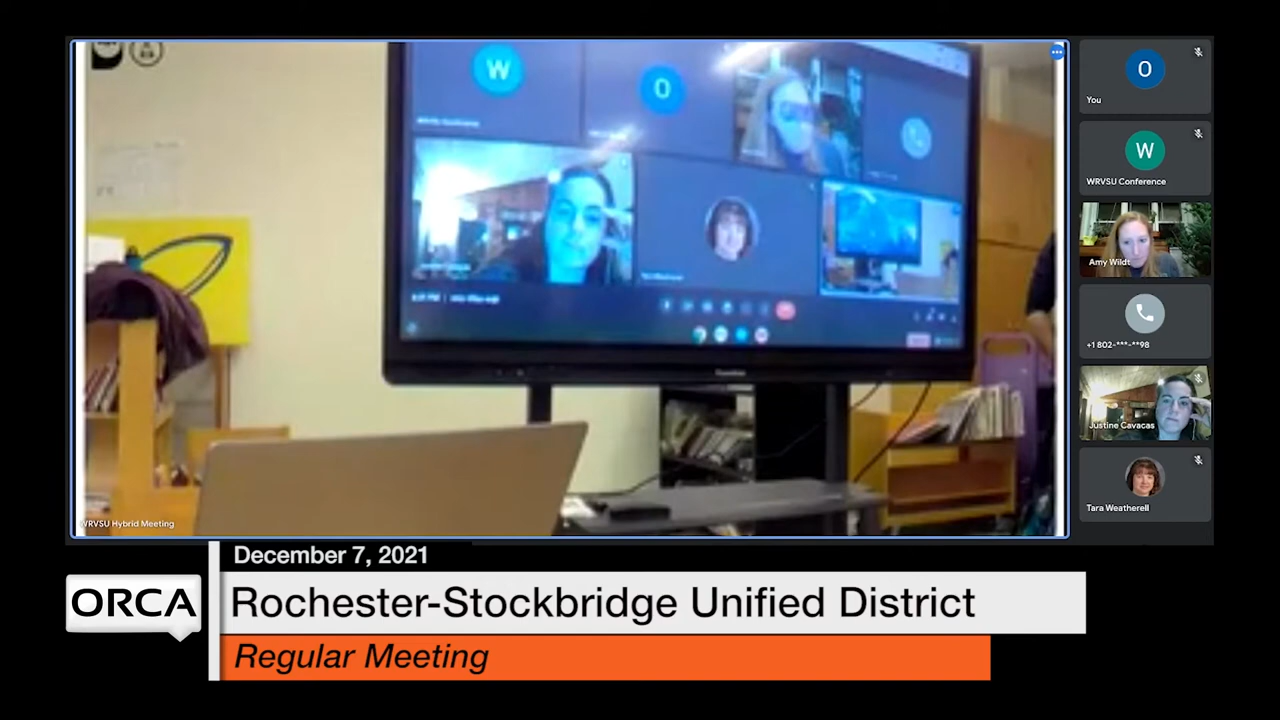 W
O
O
You
W
WRVSU Conference
Amy Wildt
+1 802-***-**98
Justine Cavacas
Tara Weatherell
WRVSU Hybrid Meeting
December 7, 2021
ORCA
Rochester-Stockbridge Unified District
Regular Meeting